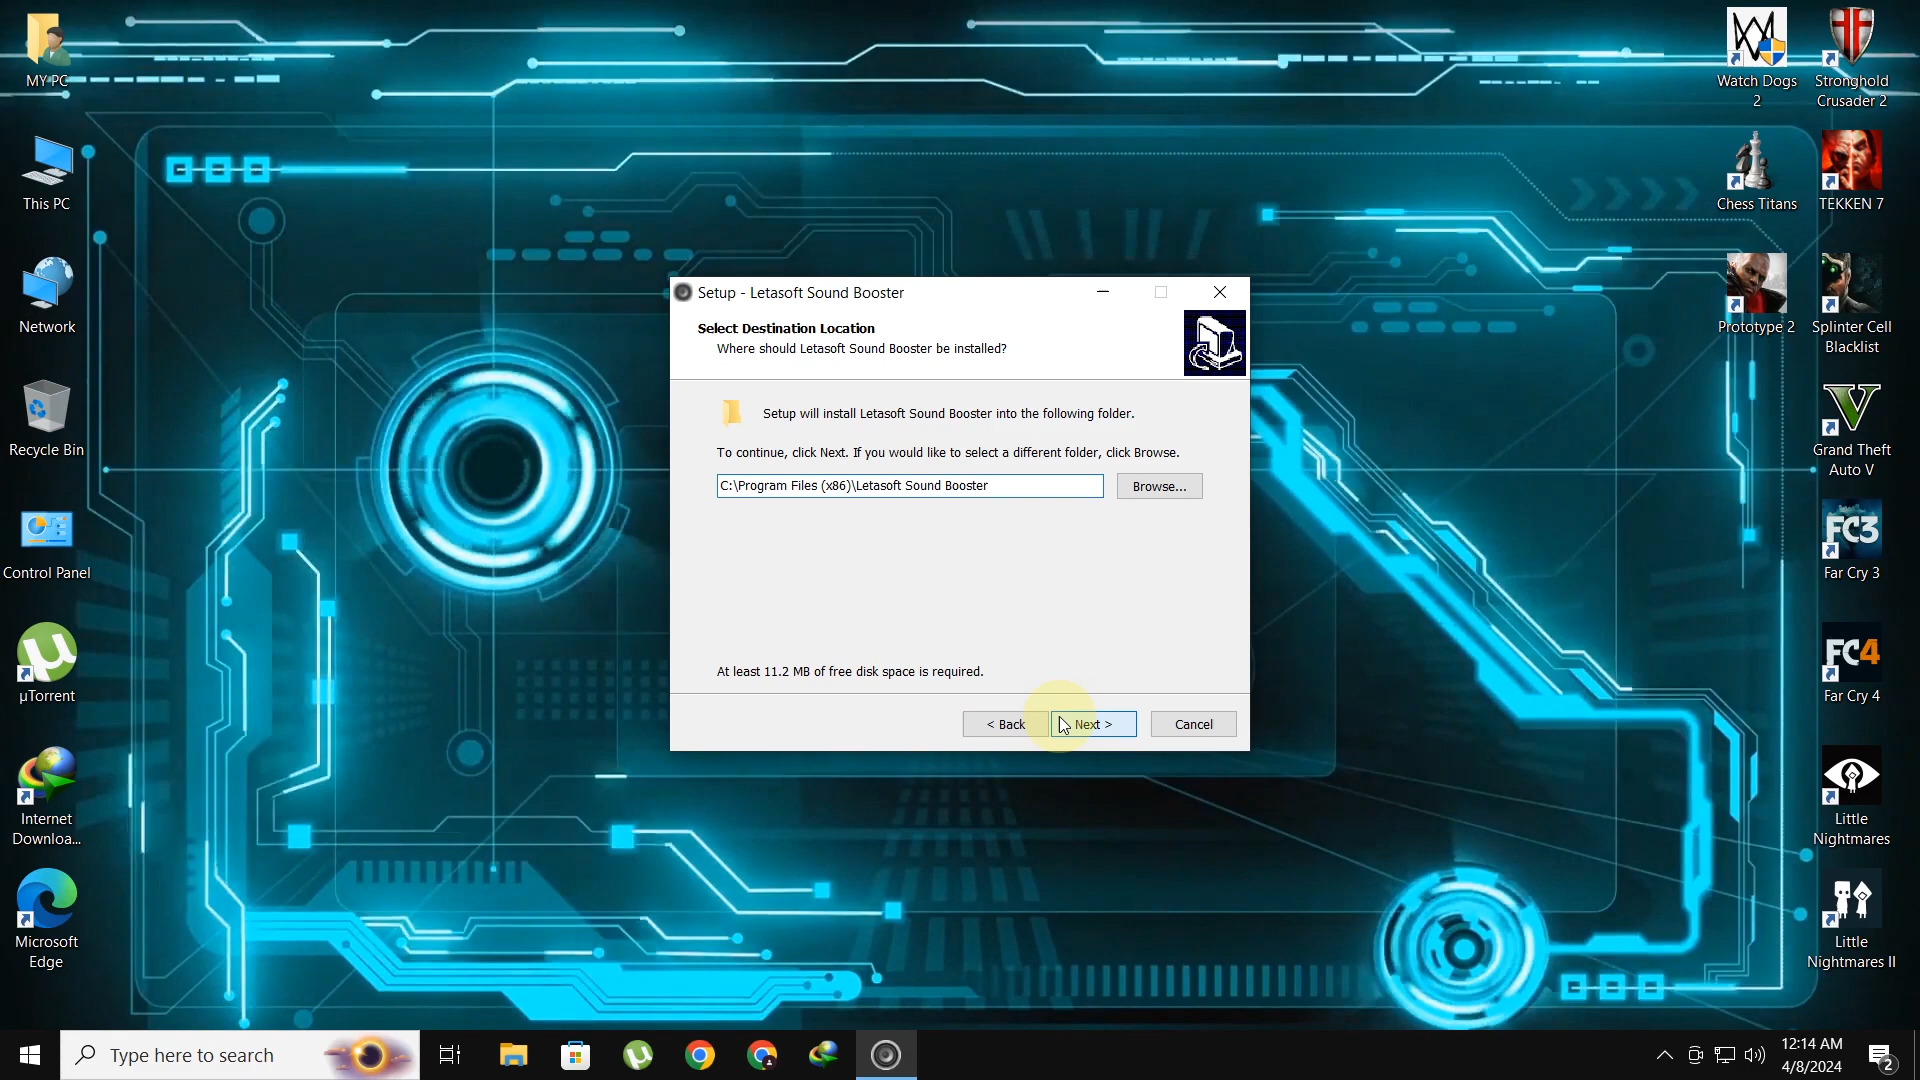 MY PC
This PC
Network
Recycle Bin
Control Panel
µTorrent
Internet
Downloa...
Microsoft
Edge
Setup - Letasoft Sound Booster
Select Destination Location
Where should Letasoft Sound Booster be installed?
Setup will install Letasoft Sound Booster into the following folder.
To continue, click Next. If you would like to select a different folder, click Browse.
C:\Program Files (x86)\Letasoft Sound Booster
Browse...
At least 11.2 MB of free disk space is required.
< Back
Next >
Cancel
Watch Dogs
2
Stronghold
Crusader 2
Chess Titans
TEKKEN 7
Prototype 2
Splinter Cell
Blacklist
Grand Theft
Auto V
FC3
Far Cry 3
FC4
Far Cry 4
Little
Nightmares
Little
Nightmares II
Type here to search
12:14 AM
4/8/2024
2